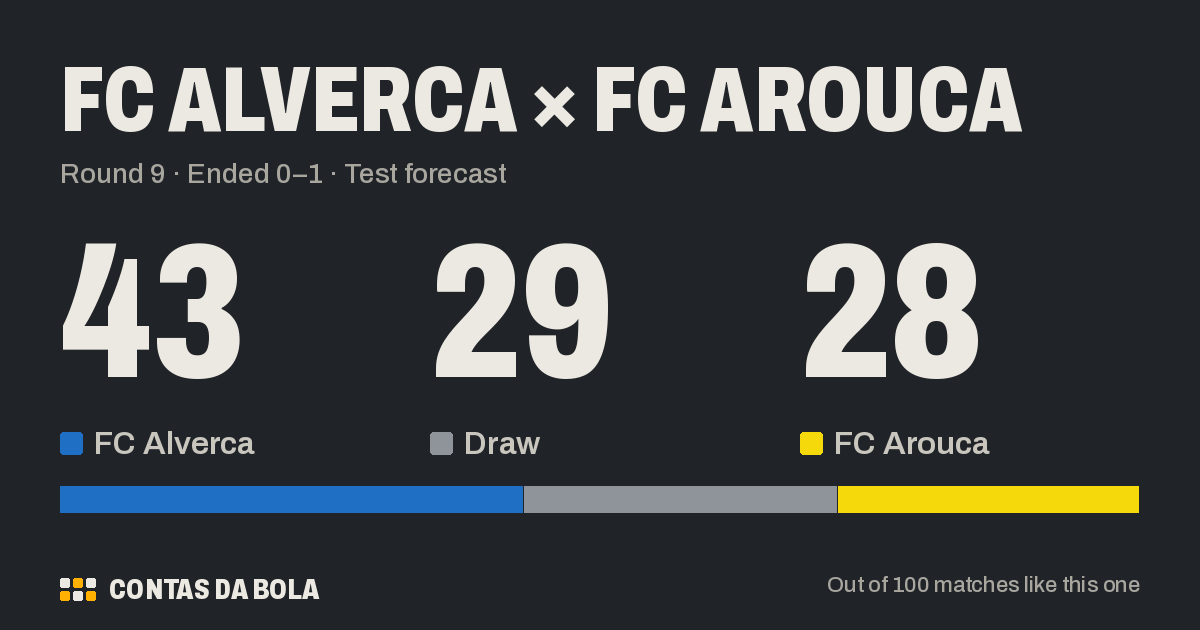 FC ALVERCA × FC AROUCA
Round 9 · Ended 0–1 · Test forecast
43 29 28
FC Alverca Draw FC Arouca
CONTAS DA BOLA
Out of 100 matches like this one